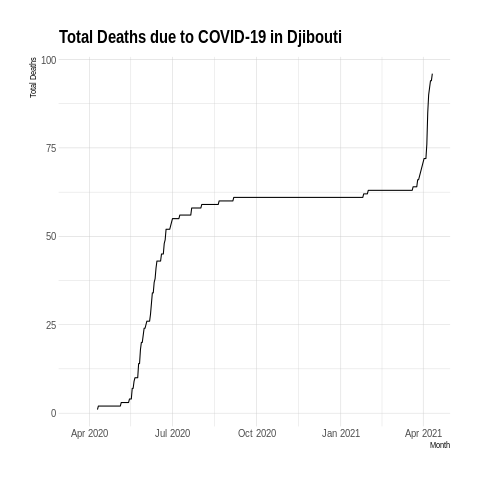 Total Deaths due to COVID-19 in Djibouti
Total Deaths
100
75
50
25
0
Apr 2020 Jul 2020 Oct 2020 Jan 2021 Apr 2021
Month